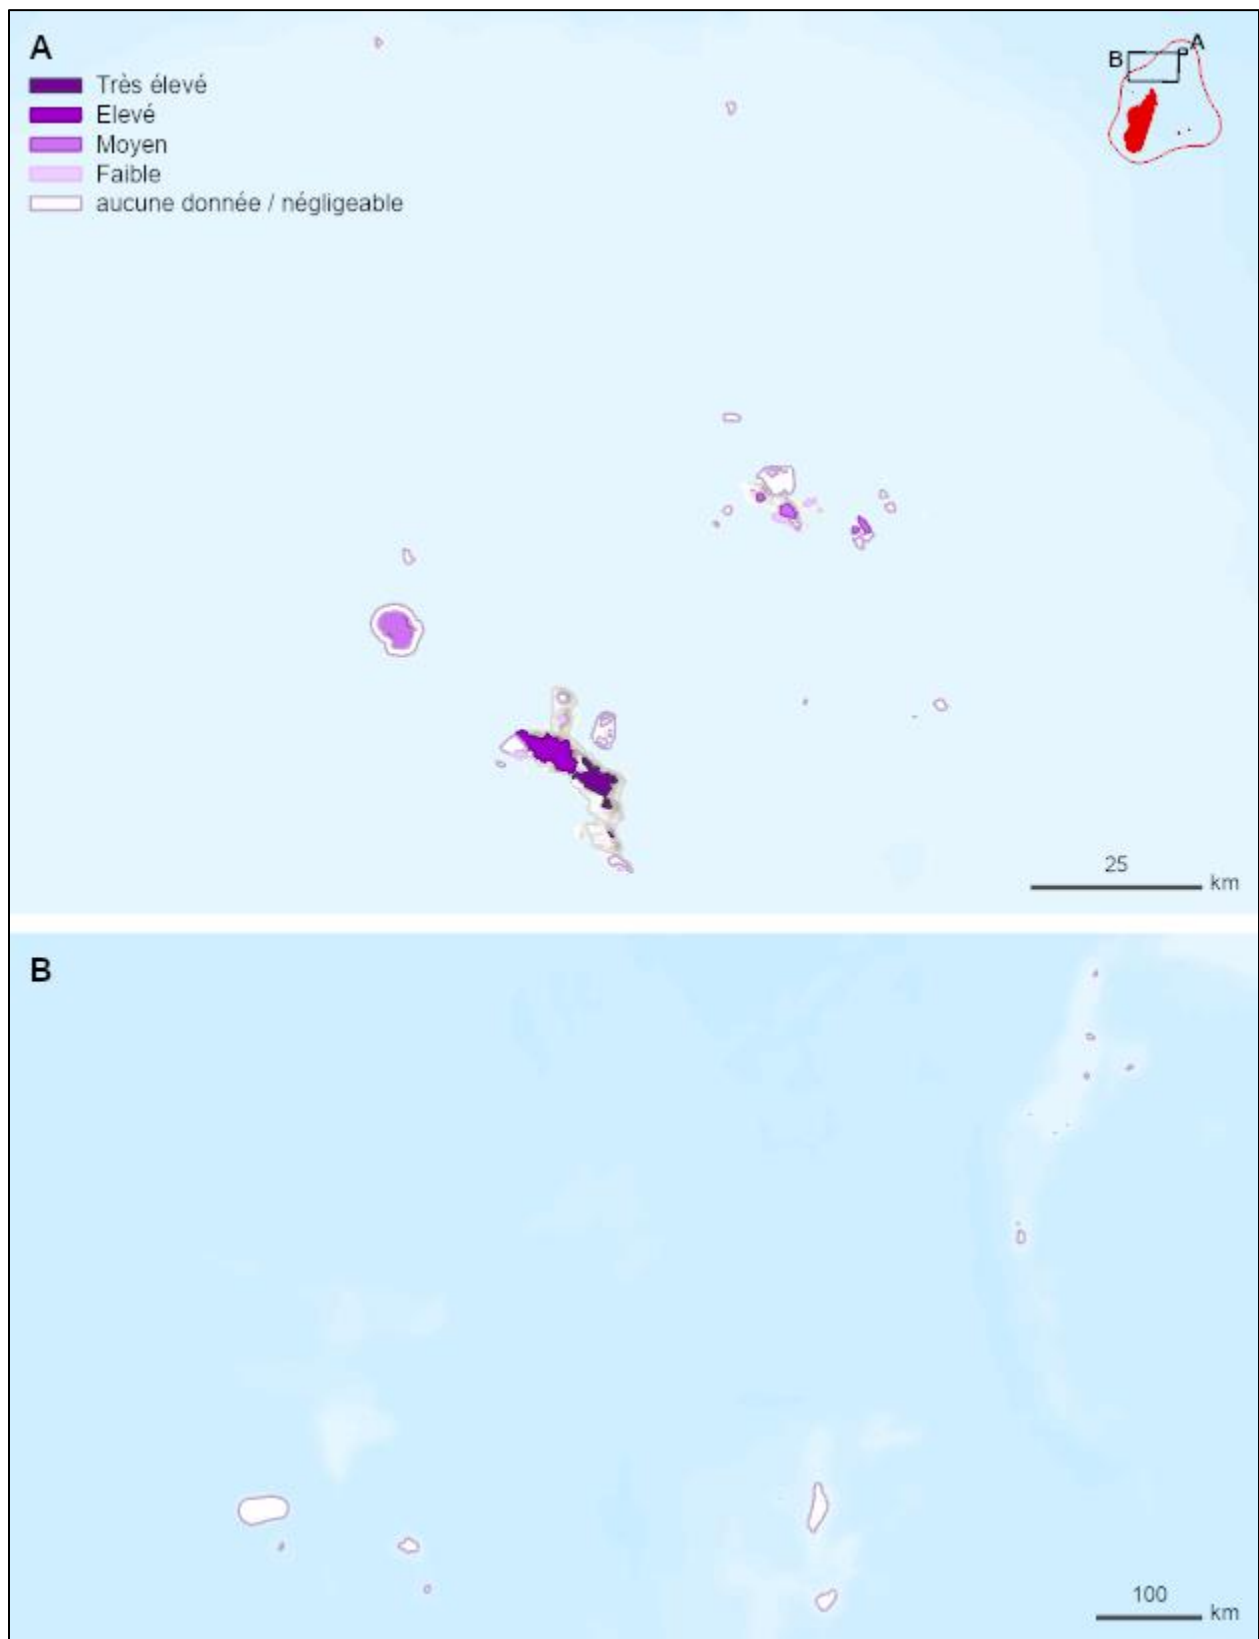 A
Très élevé
Elevé
Moyen
Faible
aucune donnée / négligeable
A
B
25
km
B
100
km